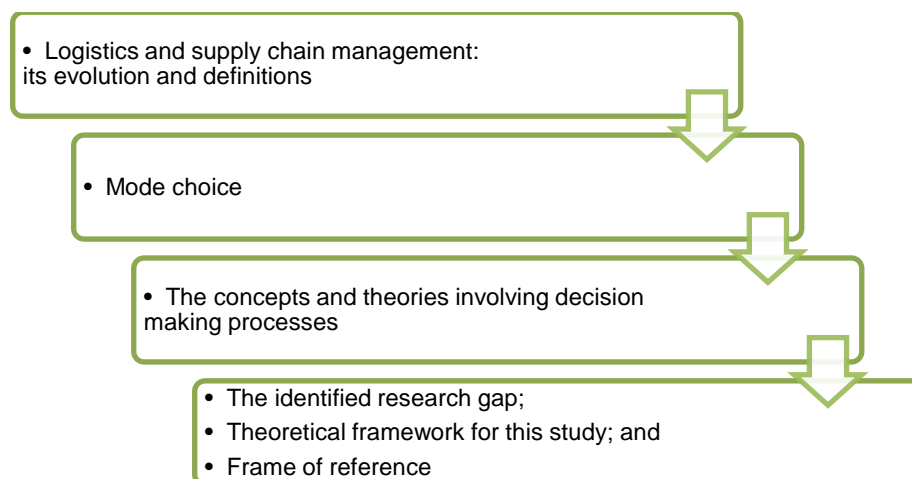 • Logistics and supply chain management:
its evolution and definitions
• Mode choice
• The concepts and theories involving decision
making processes
• The identified research gap;
• Theoretical framework for this study; and
• Frame of reference